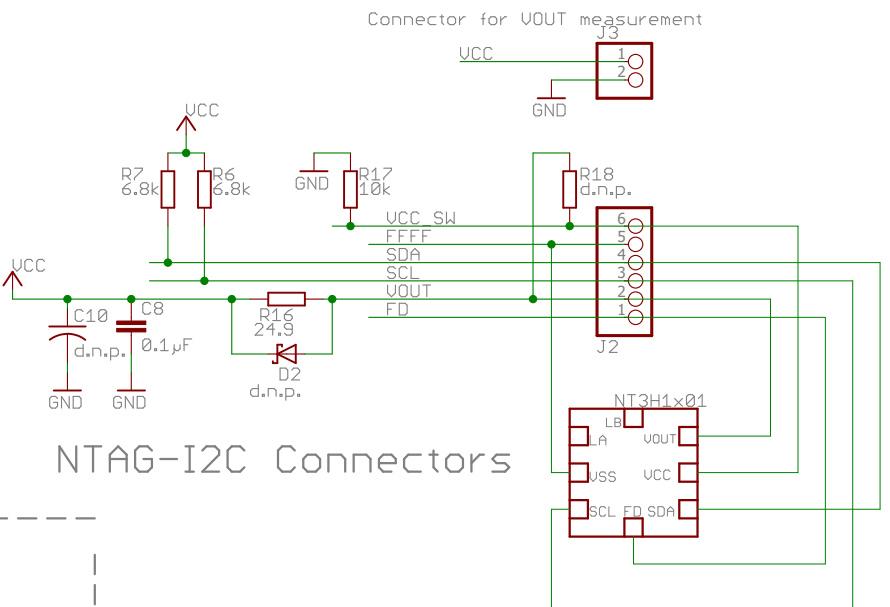 Connector for VOUT measurement
J3
VCC
1
2
GND
VCC
R7
6.8k
R6
6.8k
GND
R17
10k
R18
d.n.p.
VCC_SW
6
FFFF
5
SDA
4
SCL
3
VOUT
2
FD
1
J2
VCC
C10
d.n.p.
C8
0.1µF
R16
24.9
D2
d.n.p.
GND
GND
NTAG-I2C Connectors
NT3H1x01
LB
LA
VOUT
VSS
VCC
SCL
FD
SDA